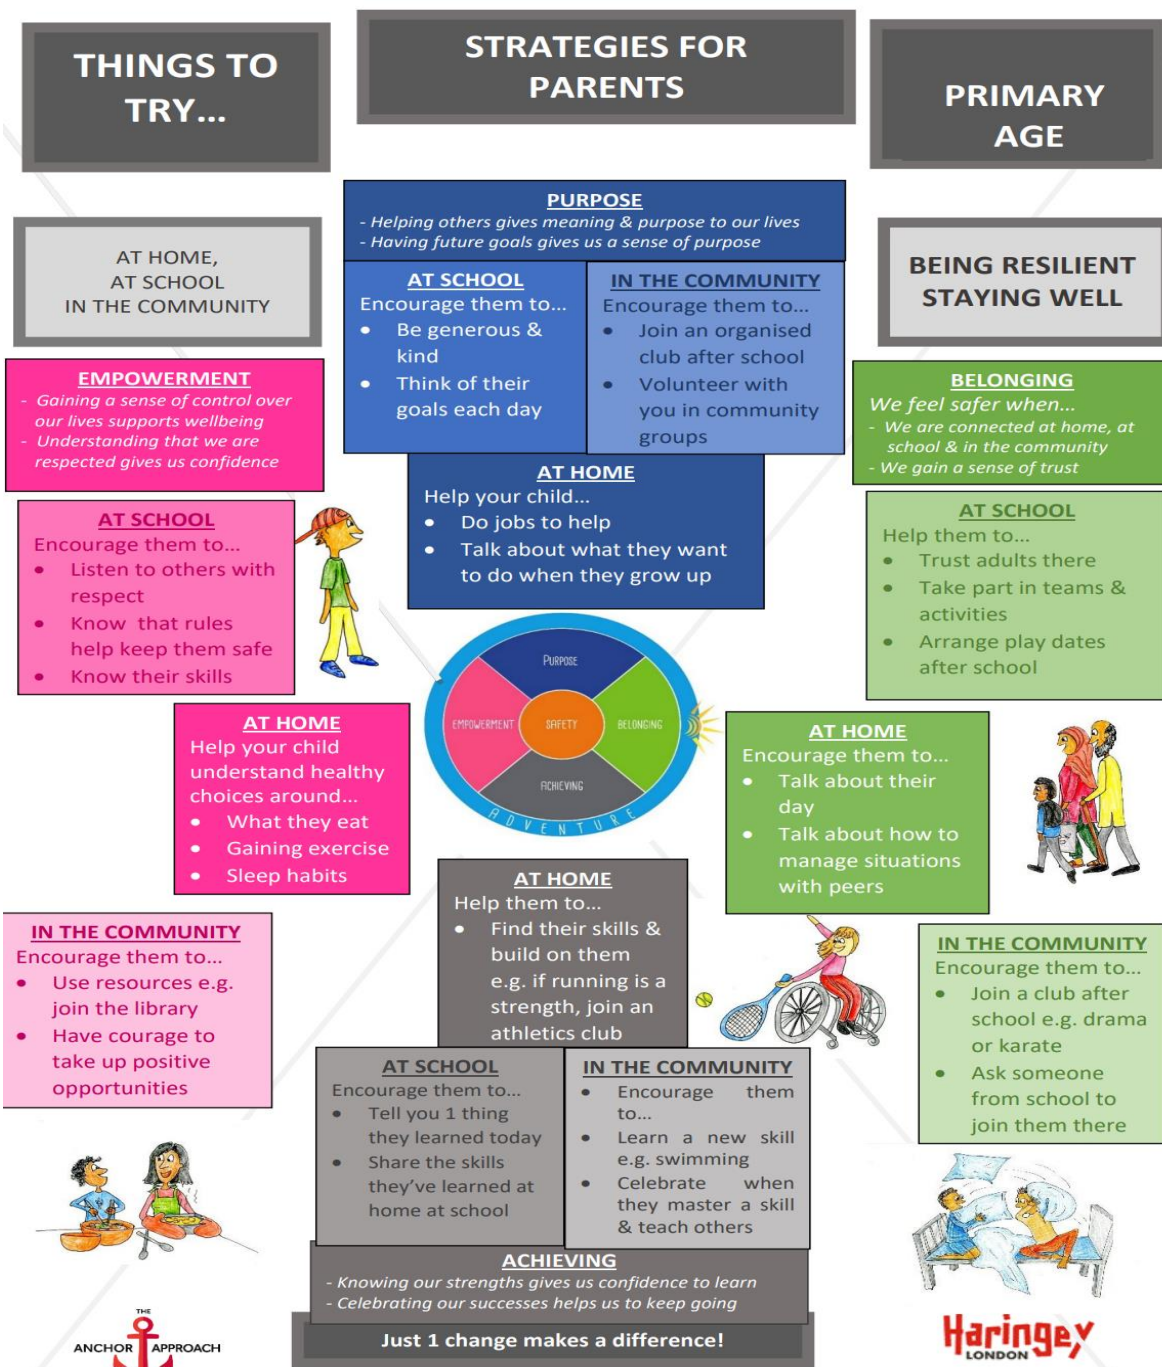 THINGS TO
TRY…
STRATEGIES FOR
PARENTS
PRIMARY
AGE
AT HOME,
AT SCHOOL
IN THE COMMUNITY
PURPOSE
- Helping others gives meaning & purpose to our lives
- Having future goals gives us a sense of purpose
AT SCHOOL
Encourage them to…
• Be generous &
kind
• Think of their
goals each day
IN THE COMMUNITY
Encourage them to…
• Join an organised
club after school
• Volunteer with
you in community
groups
AT HOME
Help your child…
• Do jobs to help
• Talk about what they want
to do when they grow up
BEING RESILIENT
STAYING WELL
EMPOWERMENT
- Gaining a sense of control over
our lives supports wellbeing
- Understanding that we are
respected gives us confidence
AT SCHOOL
Encourage them to…
• Listen to others with
respect
• Know that rules
help keep them safe
• Know their skills
AT HOME
Help your child
understand healthy
choices around…
• What they eat
• Gaining exercise
• Sleep habits
IN THE COMMUNITY
Encourage them to…
• Use resources e.g.
join the library
• Have courage to
take up positive
opportunities
PURPOSE
EMPOWERMENT
SAFETY
BELONGING
ACHIEVING
ADVENTURE
BELONGING
We feel safer when…
- We are connected at home, at
school & in the community
- We gain a sense of trust
AT SCHOOL
Help them to…
• Trust adults there
• Take part in teams &
activities
• Arrange play dates
after school
AT HOME
Encourage them to…
• Talk about their
day
• Talk about how to
manage situations
with peers
IN THE COMMUNITY
Encourage them to…
• Join a club after
school e.g. drama
or karate
• Ask someone
from school to
join them there
AT HOME
Help them to…
• Find their skills &
build on them
e.g. if running is a
strength, join an
athletics club
AT SCHOOL
Encourage them to…
• Tell you 1 thing
they learned today
• Share the skills
they've learned at
home at school
IN THE COMMUNITY
• Encourage them
to…
• Learn a new skill
e.g. swimming
• Celebrate when
they master a skill
& teach others
ACHIEVING
- Knowing our strengths gives us confidence to learn
- Celebrating our successes helps us to keep going
Just 1 change makes a difference!
THE
ANCHOR APPROACH
Haringey
LONDON